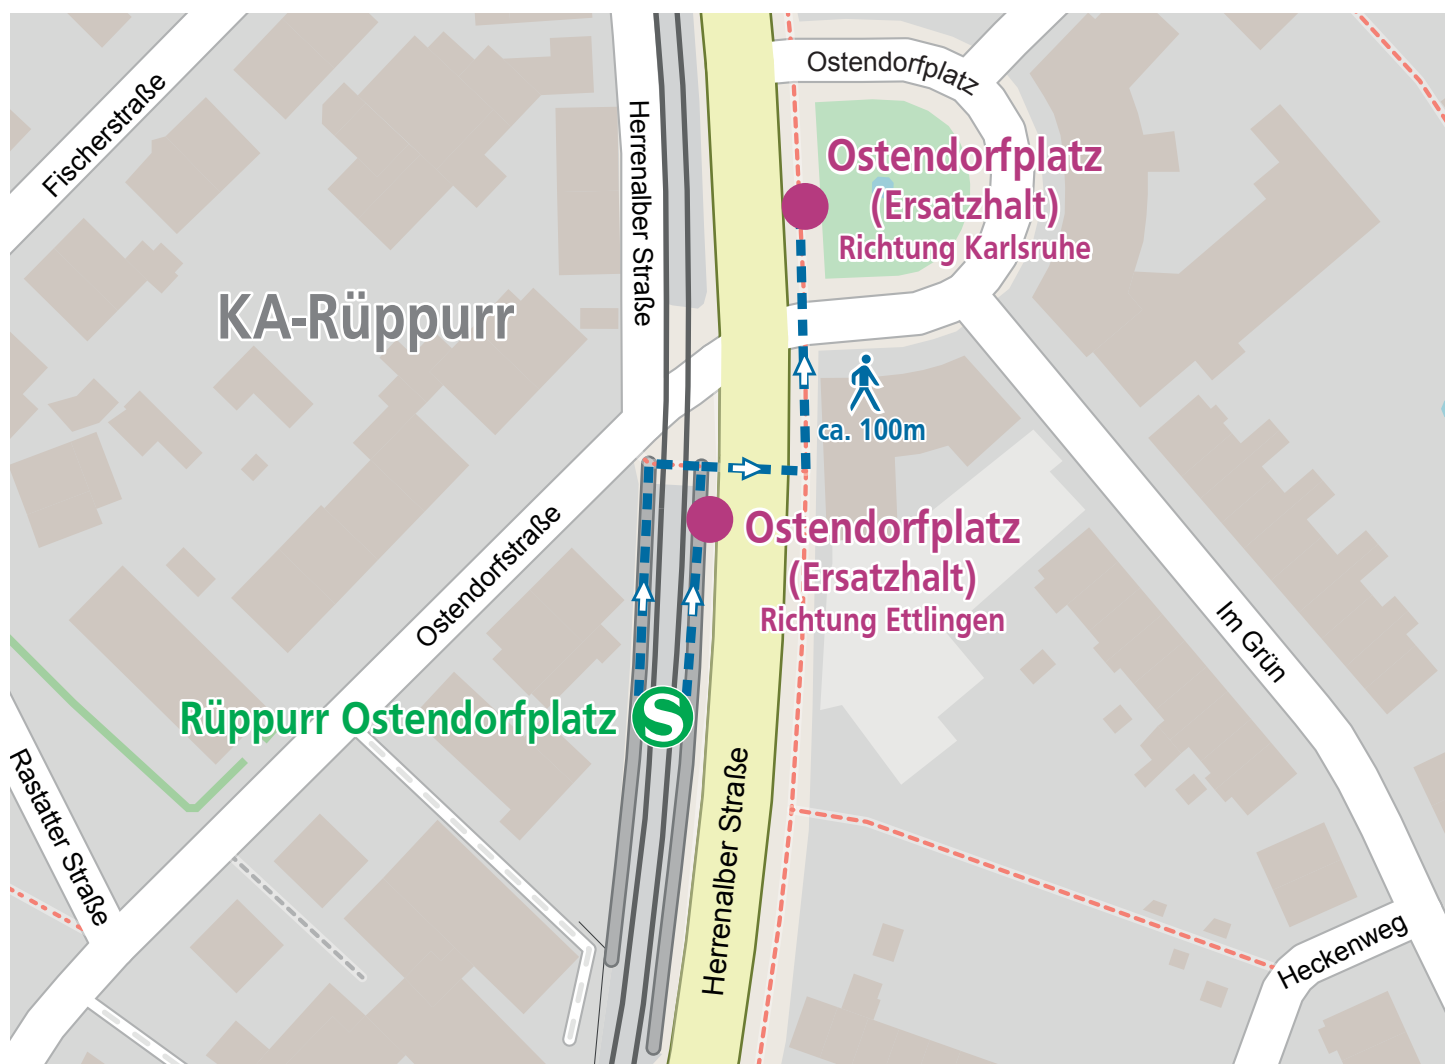 Ostendorfplatz
Fischerstraße
Herrenalber Straße
Ostendorfplatz
(Ersatzhalt)
Richtung Karlsruhe
KA-Rüppurr
ca. 100m
Ostendorfplatz
(Ersatzhalt)
Richtung Ettlingen
Ostendorfstraße
Im Grün
Rüppurr Ostendorfplatz S
Rastatter Straße
Herrenalber Straße
Heckenweg